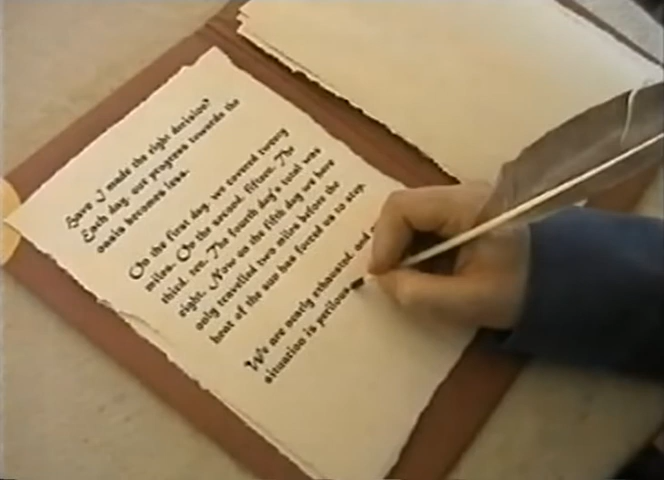 Have I made the right decision?
Each day, our progress towards the
oasis becomes less.
On the first day, we covered twenty
miles. On the second, fifteen. The
third, ten. The fourth day's total was
eight. Now on the fifth day we have
only travelled two miles before the
heat of the sun has forced us to stop.
We are nearly exhausted, and
situation is perilous